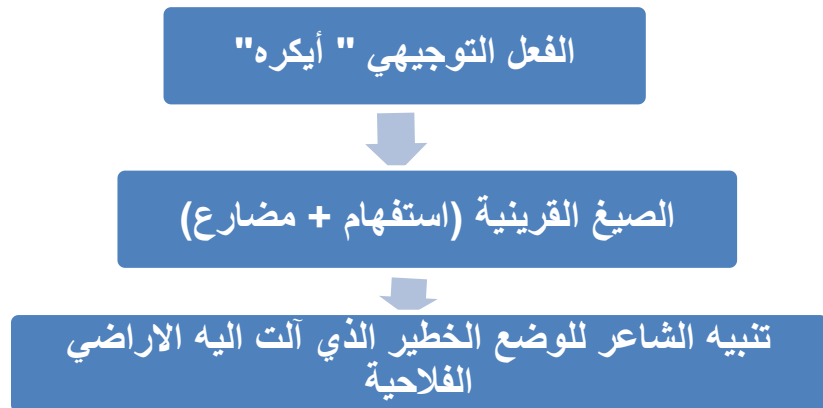 الفعل التوجيهي " أيكره"
الصيغ القرينية (استفهام + مضارع)
تنبيه الشاعر للوضع الخطير الذي آلت اليه الاراضي
الفلاحية